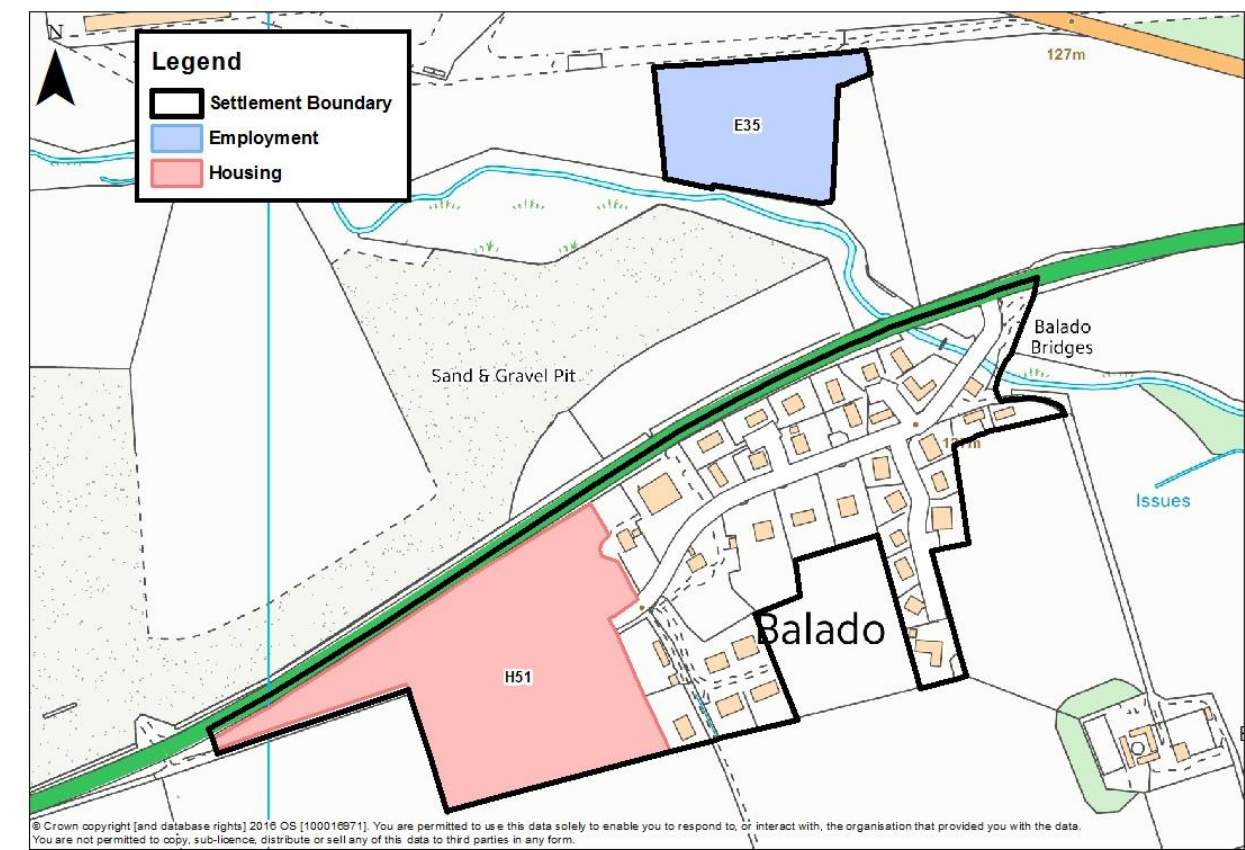 N
Legend
Settlement Boundary
Employment
Housing
127m
E35
Balado
Bridges
Sand & Gravel Pit
Issues
Balado
H51
© Crown copyright [and database rights] 2016 OS [100016971]. You are permitted to use this data solely to enable you to respond to, or interact with, the organisation that provided you with the data.
You are not permitted to copy, sub-licence, distribute or sell any of this data to third parties in any form.